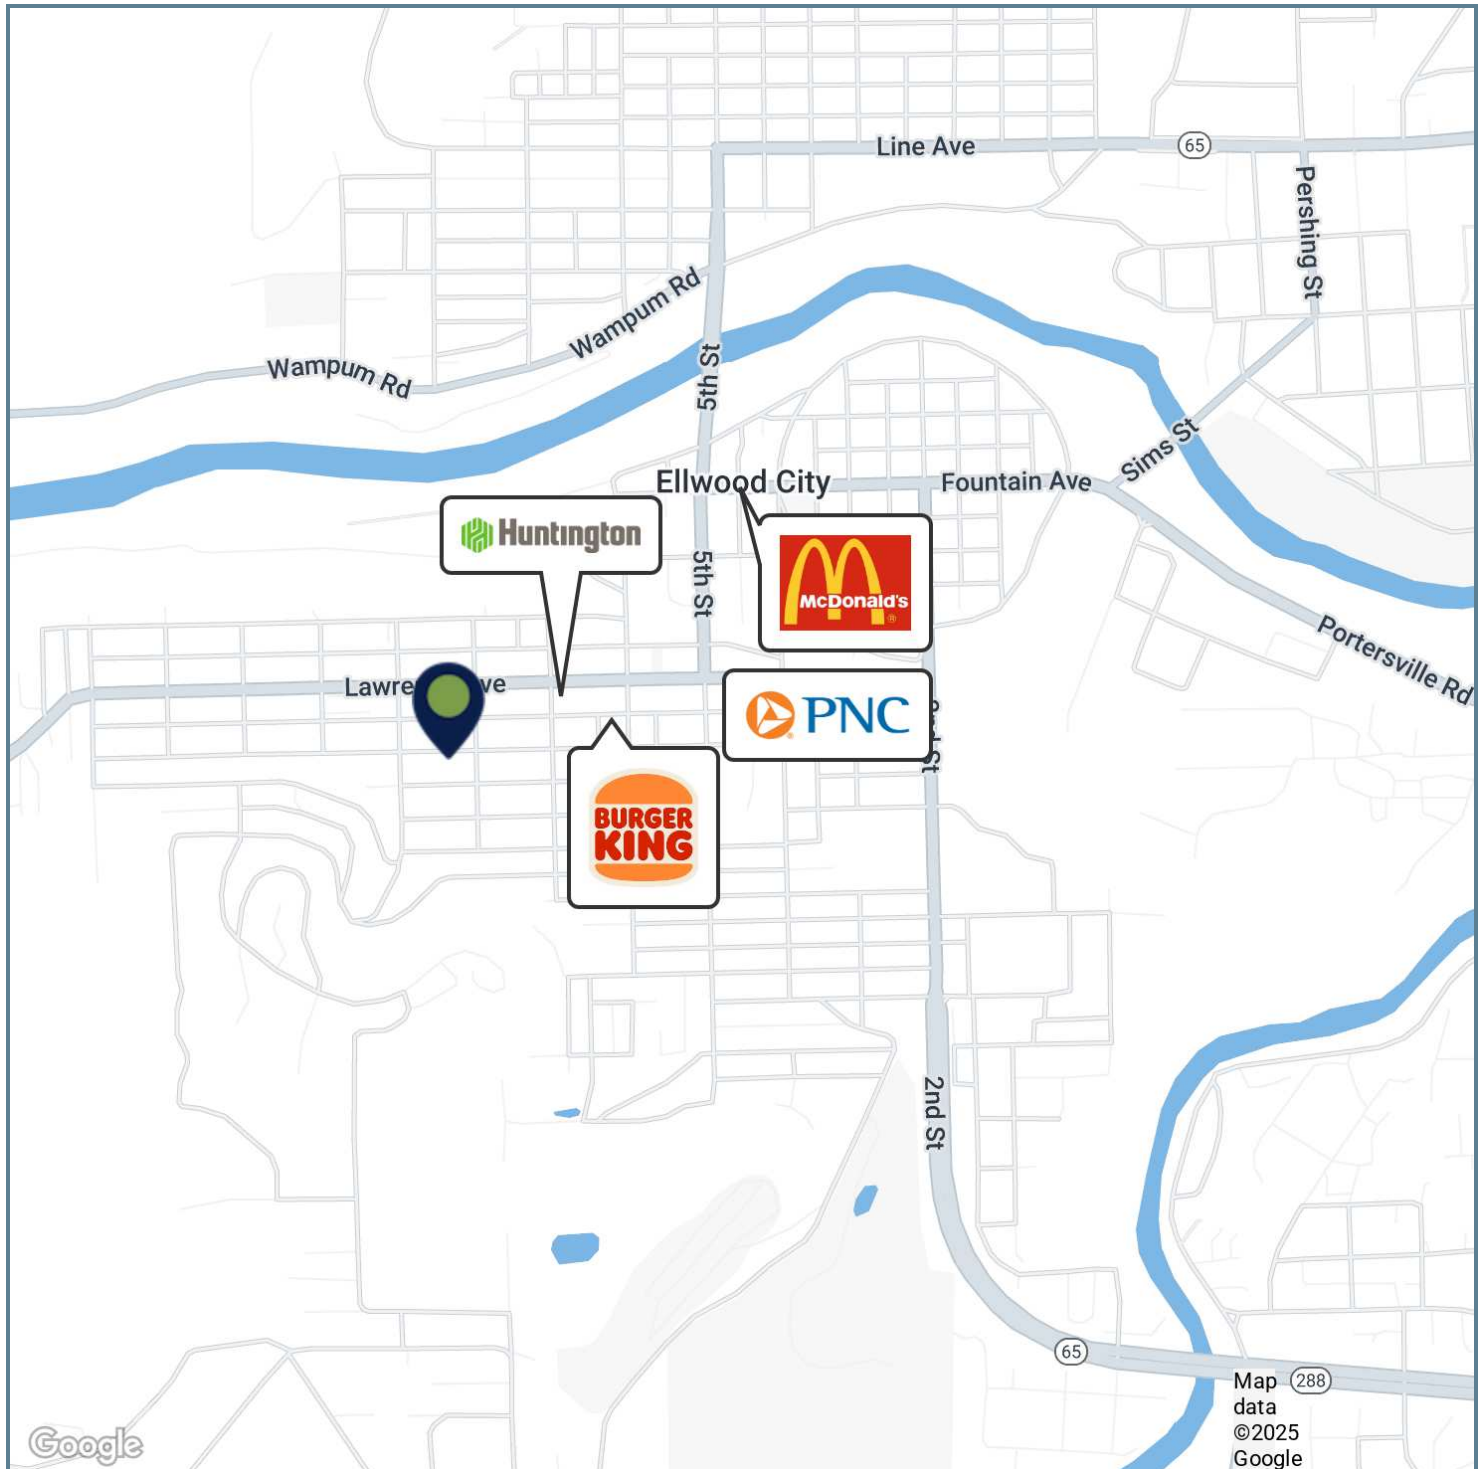 Line Ave
65
Pershing St
Wampum Rd
Wampum Rd
5th St
Sims St
Ellwood City
Fountain Ave
Huntington
McDonald's
®
5th St
Portersville Rd
Lawre ve
PNC
St
BURGER
KING
2nd St
65
288
Map
data
©2025
Google
Google